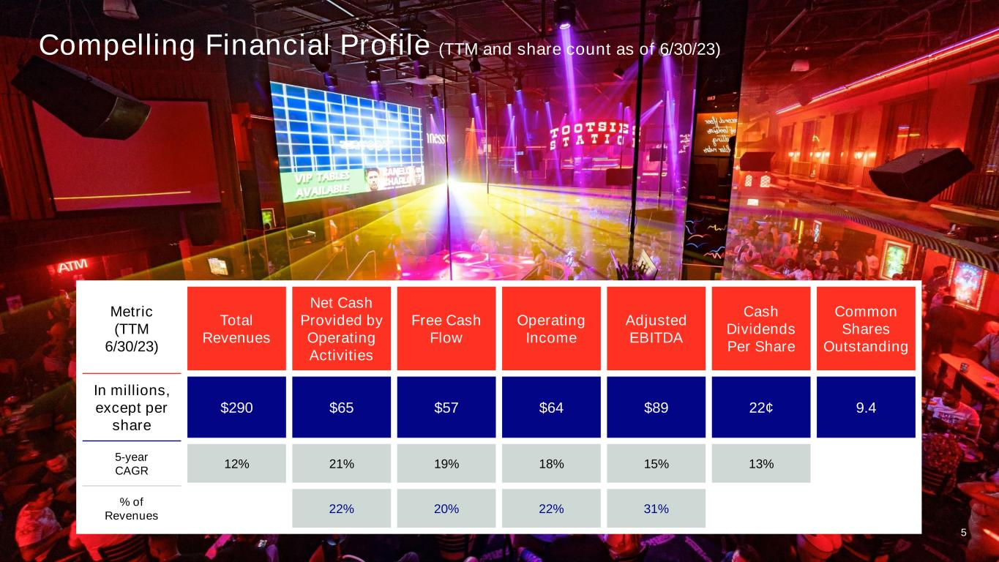 Compelling Financial Profile (TTM and share count as of 6/30/23)
TOOTSIES
VIP TABLES
AVAILABLE
ATM
Metric
(TTM
6/30/23)
Total
Revenues
Net Cash
Provided by
Operating
Activities
Free Cash
Flow
Operating
Income
Adjusted
EBITDA
Cash
Dividends
Per Share
Common
Shares
Outstanding
In millions,
except per
share
$290
$65
$57
$64
$89
22¢
9.4
5-year
CAGR
12%
21%
19%
18%
15%
13%
% of
Revenues
22%
20%
22%
31%
5